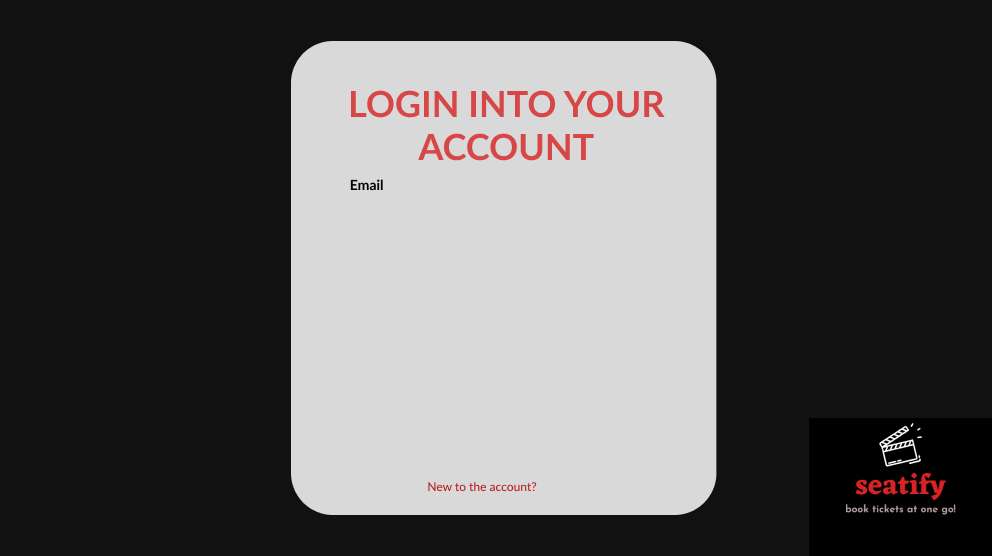 LOGIN INTO YOUR
ACCOUNT
Email
New to the account?
seatify
book tickets at one go!